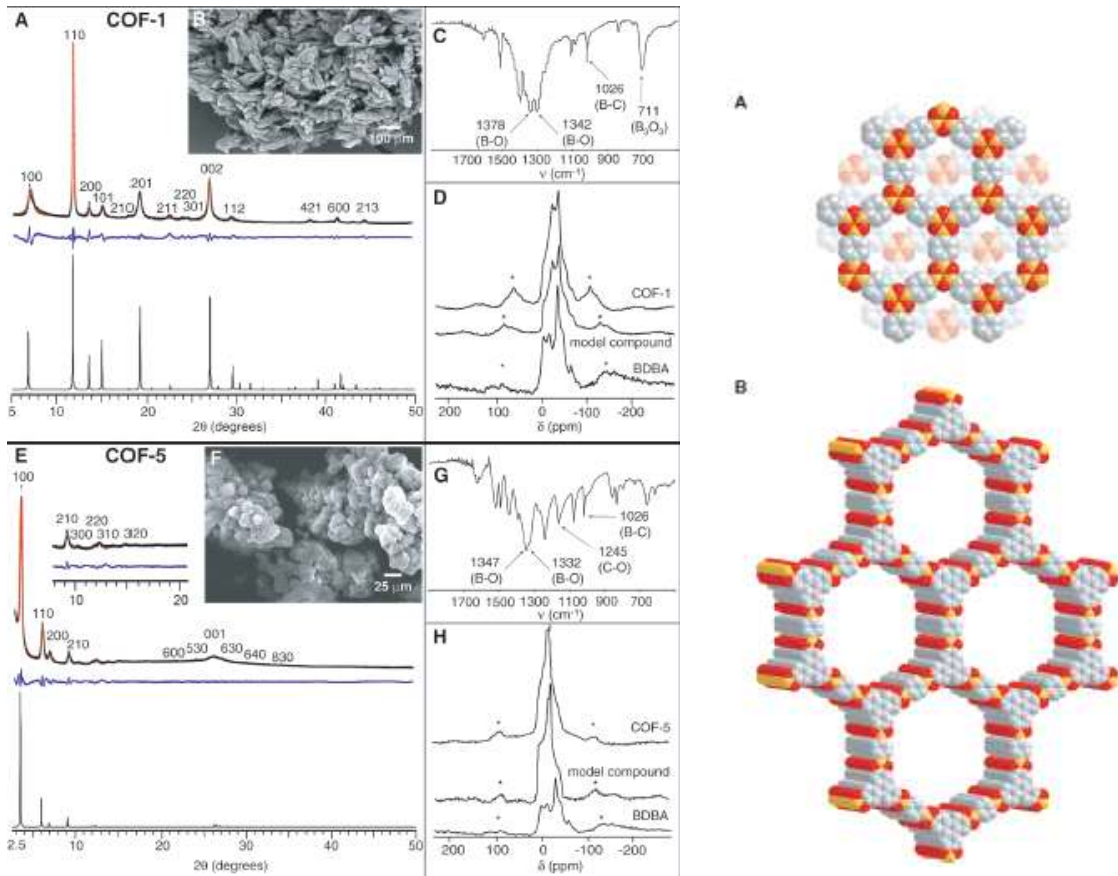 A COF-1
B
110
100
200
101
210
201
211
220
301
002
112
421 600 213
100 μm
5 10 20 30 40 50
2θ (degrees)
C
1026
(B-C)
711
(B₃O₃)
1378
(B-O)
1342
(B-O)
1700 1500 1300 1100 900 700
ν (cm⁻¹)
D
COF-1
model compound
BDBA
200 100 0 -100 -200
δ (ppm)
E COF-5
F
100
210
300
220
310
320
10 20
110
200
210
600
530
001
630
640
830
25 μm
2.5 10 20 30 40 50
2θ (degrees)
G
1026
(B-C)
1245
(C-O)
1347
(B-O)
1332
(B-O)
1700 1500 1300 1100 900 700
ν (cm⁻¹)
H
COF-5
model compound
BDBA
200 100 0 -100 -200
δ (ppm)
A
B